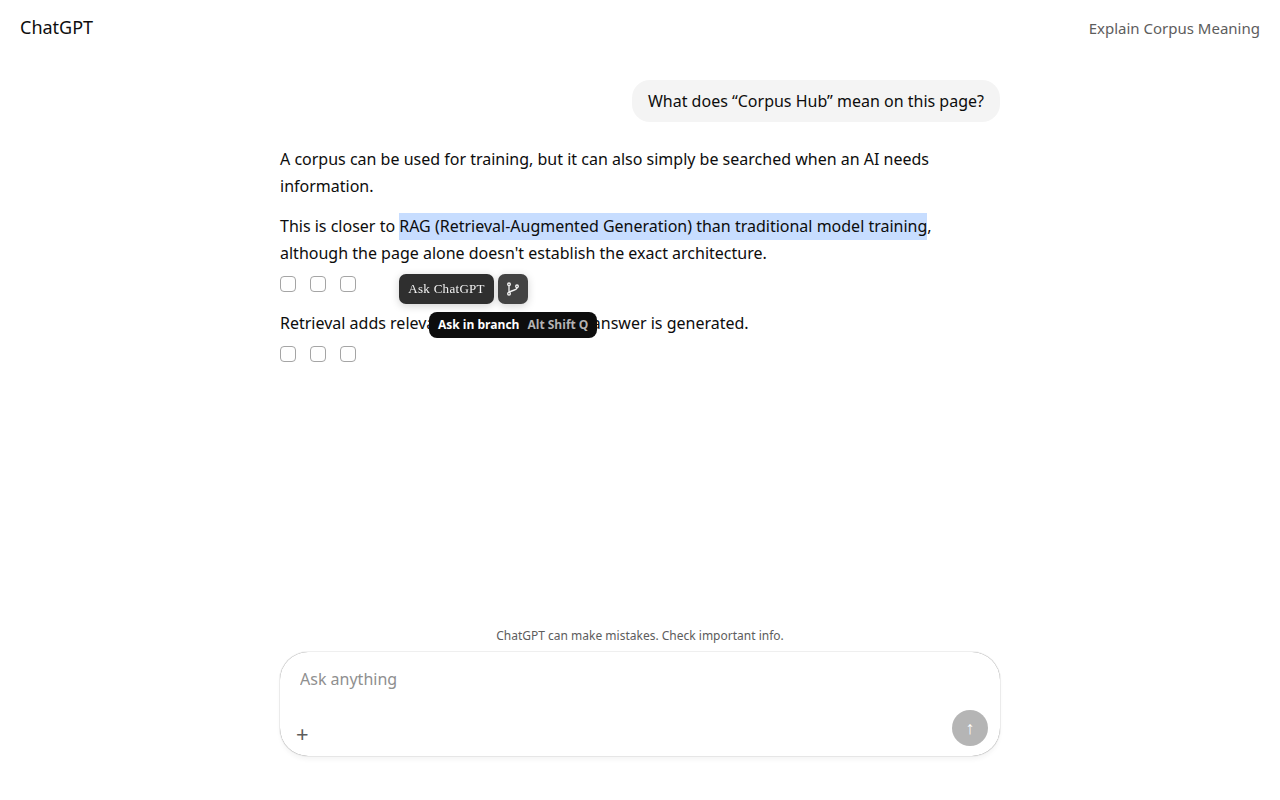 ChatGPT
Explain Corpus Meaning
What does “Corpus Hub” mean on this page?
A corpus can be used for training, but it can also simply be searched when an AI needs
information.
This is closer to RAG (Retrieval-Augmented Generation) than traditional model training,
although the page alone doesn't establish the exact architecture.
Ask ChatGPT
Retrieval adds answer is generated.
Ask in branch Alt Shift Q
ChatGPT can make mistakes. Check important info.
Ask anything
+
↑